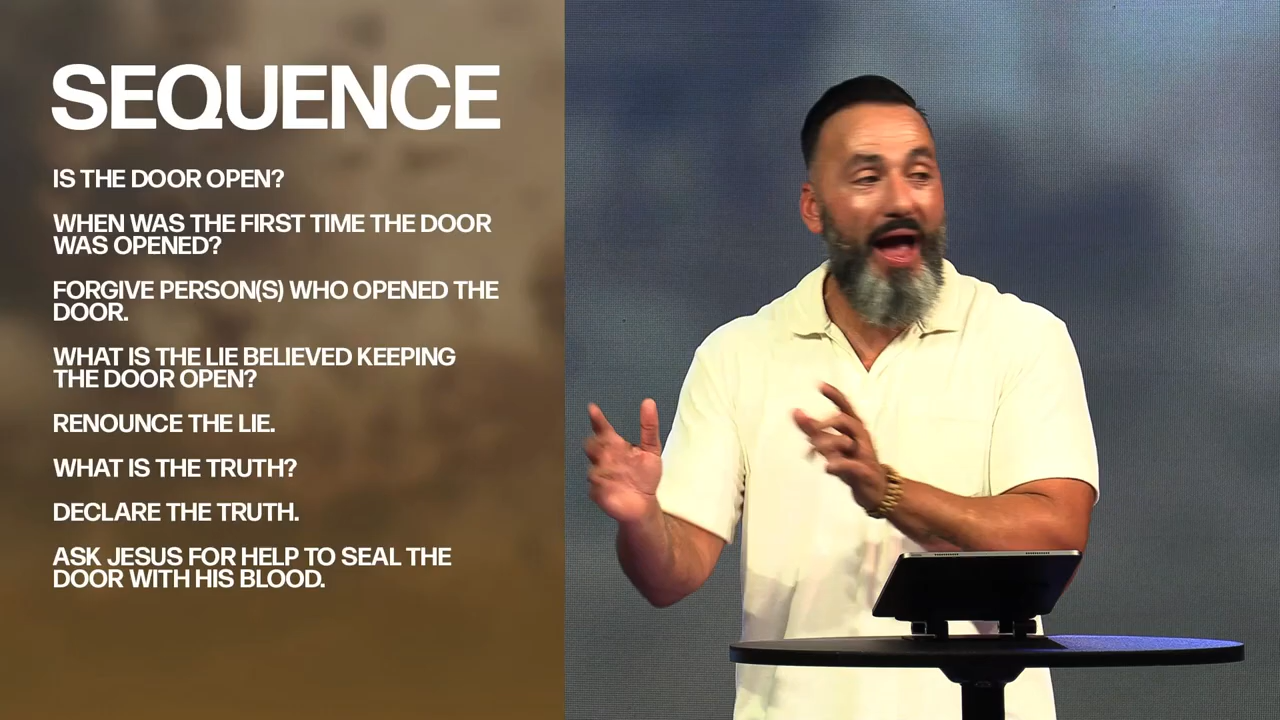 SEQUENCE
IS THE DOOR OPEN?
WHEN WAS THE FIRST TIME THE DOOR
WAS OPENED?
FORGIVE PERSON(S) WHO OPENED THE
DOOR.
WHAT IS THE LIE BELIEVED KEEPING
THE DOOR OPEN?
RENOUNCE THE LIE.
WHAT IS THE TRUTH?
DECLARE THE TRUTH.
ASK JESUS FOR HELP TO SEAL THE
DOOR WITH HIS BLOOD.